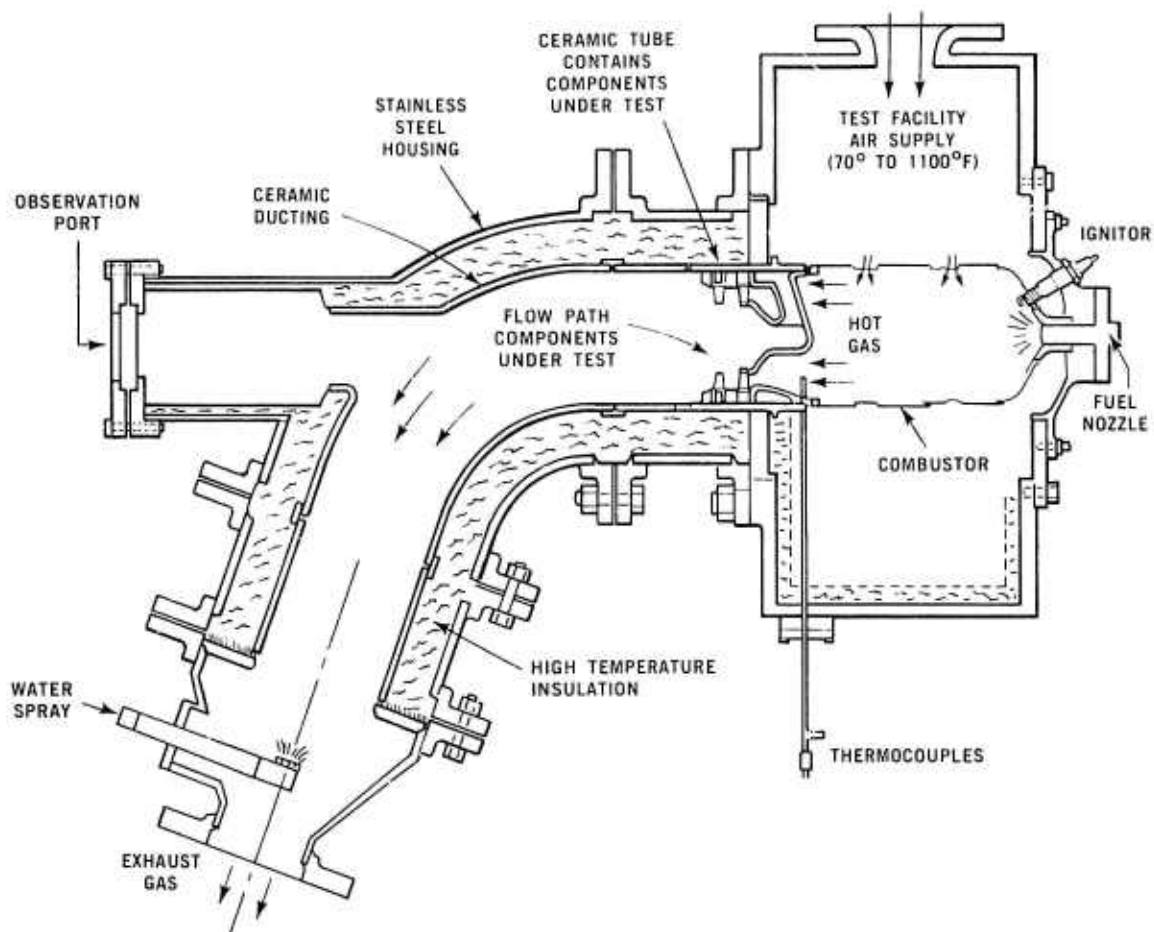 CERAMIC TUBE
CONTAINS
COMPONENTS
UNDER TEST
STAINLESS
STEEL
HOUSING
TEST FACILITY
AIR SUPPLY
(70° TO 1100°F)
OBSERVATION
PORT
CERAMIC
DUCTING
IGNITOR
FLOW PATH
COMPONENTS
UNDER TEST
HOT
GAS
FUEL
NOZZLE
COMBUSTOR
HIGH TEMPERATURE
INSULATION
WATER
SPRAY
THERMOCOUPLES
EXHAUST
GAS